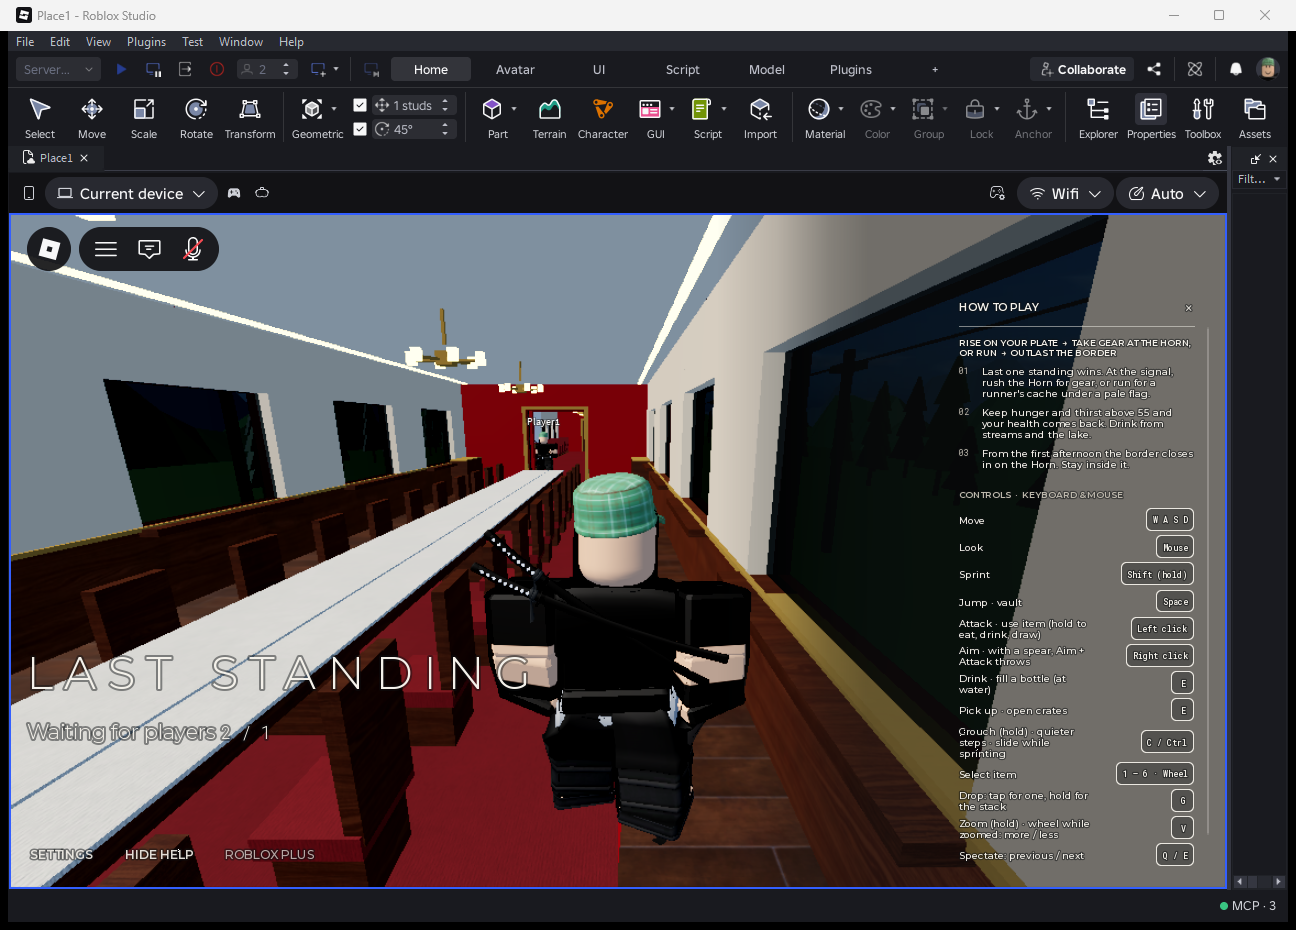 Place1 - Roblox Studio
File Edit View Plugins Test Window Help
Server... 2 Home Avatar UI Script Model Plugins + Collaborate
1 studs
45°
Select Move Scale Rotate Transform Geometric Part Terrain Character GUI Script Import Material Color Group Lock Anchor Explorer Properties Toolbox Assets
Place1
Filt...
Current device Wifi Auto
HOW TO PLAY
RISE ON YOUR PLATE → TAKE GEAR AT THE HORN,
OR RUN → OUTLAST THE BORDER
01 Last one standing wins. At the signal,
rush the Horn for gear, or run for a
runner's cache under a pale flag.
02 Keep hunger and thirst above 55 and
your health comes back. Drink from
streams and the lake.
03 From the first afternoon the border closes
in on the Horn. Stay inside it.
CONTROLS · KEYBOARD & MOUSE
Move W A S D
Look Mouse
Sprint Shift (hold)
Jump · vault Space
Attack · use item (hold to
eat, drink, draw) Left click
Aim · with a spear, Aim +
Attack throws Right click
Drink · fill a bottle (at
water) E
Pick up · open crates E
Crouch (hold) · quieter
steps · slide while
sprinting C / Ctrl
Select item 1 – 6 · Wheel
Drop: tap for one, hold for
the stack G
Zoom (hold) · wheel while
zoomed: more / less V
Spectate: previous / next Q / E
Player1
LAST STANDING
Waiting for players 2 / 1
SETTINGS HIDE HELP ROBLOX PLUS
MCP · 3